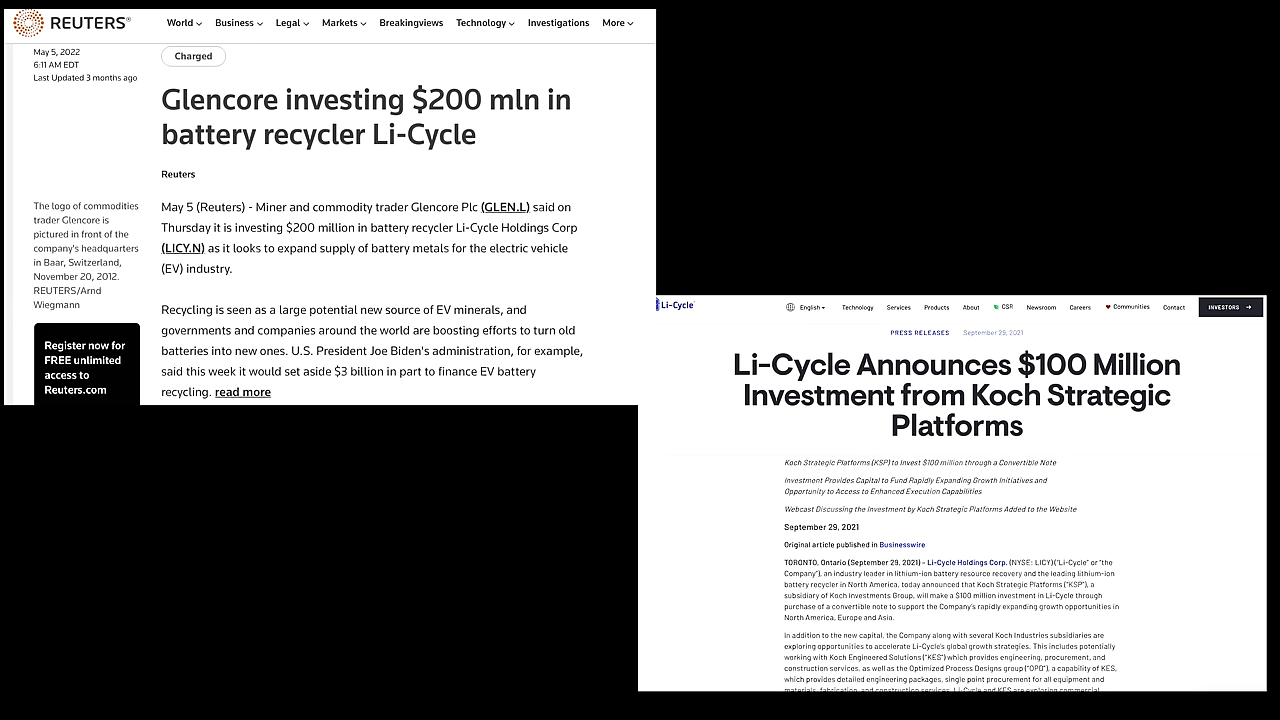 REUTERS®
World Business Legal Markets Breakingviews Technology Investigations More
May 5, 2022
6:11 AM EDT
Last Updated 3 months ago
Charged
Glencore investing $200 mln in
battery recycler Li-Cycle
Reuters
The logo of commodities
trader Glencore is
pictured in front of the
company's headquarters
in Baar, Switzerland,
November 20, 2012.
REUTERS/Arnd
Wiegmann
Register now for
FREE unlimited
access to
Reuters.com
May 5 (Reuters) - Miner and commodity trader Glencore Plc (GLEN.L) said on
Thursday it is investing $200 million in battery recycler Li-Cycle Holdings Corp
(LICY.N) as it looks to expand supply of battery metals for the electric vehicle
(EV) industry.
Recycling is seen as a large potential new source of EV minerals, and
governments and companies around the world are boosting efforts to turn old
batteries into new ones. U.S. President Joe Biden's administration, for example,
said this week it would set aside $3 billion in part to finance EV battery
recycling. read more
Li-Cycle
English Technology Services Products About CSR Newsroom Careers Communities Contact INVESTORS →
PRESS RELEASES September 29, 2021
Li-Cycle Announces $100 Million
Investment from Koch Strategic
Platforms
Koch Strategic Platforms (KSP) to Invest $100 million through a Convertible Note
Investment Provides Capital to Fund Rapidly Expanding Growth Initiatives and
Opportunity to Access to Enhanced Execution Capabilities
Webcast Discussing the Investment by Koch Strategic Platforms Added to the Website
September 29, 2021
Original article published in Businesswire
TORONTO, Ontario (September 29, 2021) – Li-Cycle Holdings Corp. (NYSE: LICY) ("Li-Cycle" or "the
Company"), an industry leader in lithium-ion battery resource recovery and the leading lithium-ion
battery recycler in North America, today announced that Koch Strategic Platforms ("KSP"), a
subsidiary of Koch Investments Group, will make a $100 million investment in Li-Cycle through
purchase of a convertible note to support the Company's rapidly expanding growth opportunities in
North America, Europe and Asia.
In addition to the new capital, the Company along with several Koch Industries subsidiaries are
exploring opportunities to accelerate Li-Cycle's global growth strategies. This includes potentially
working with Koch Engineered Solutions ("KES") which provides engineering, procurement, and
construction services, as well as the Optimized Process Designs group ("OPD"), a capability of KES,
which provides detailed engineering packages, single point procurement for all equipment and
materials, fabrication, and construction services. Li-Cycle and KES are exploring commercial